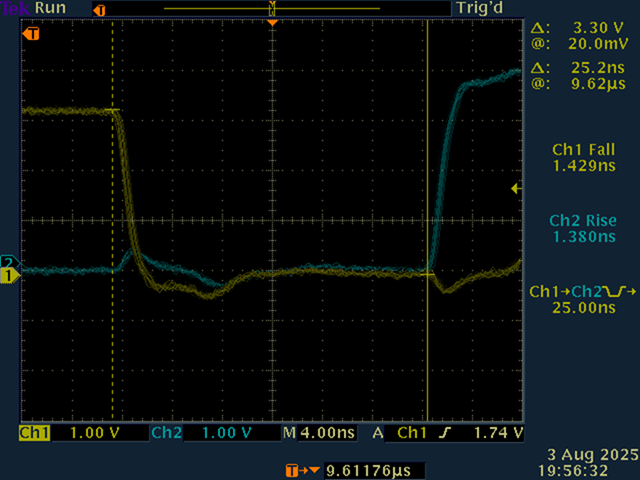 Tek Run
T
Trig'd
T
Δ: 3.30 V
@: 20.0mV
Δ: 25.2ns
@: 9.62µs
Ch1 Fall
1.429ns
Ch2 Rise
1.380ns
2
1
Ch1→Ch2
25.00ns
Ch1 1.00 V Ch2 1.00 V M 4.00ns A Ch1 1.74 V
T 9.61176µs
3 Aug 2025
19:56:32